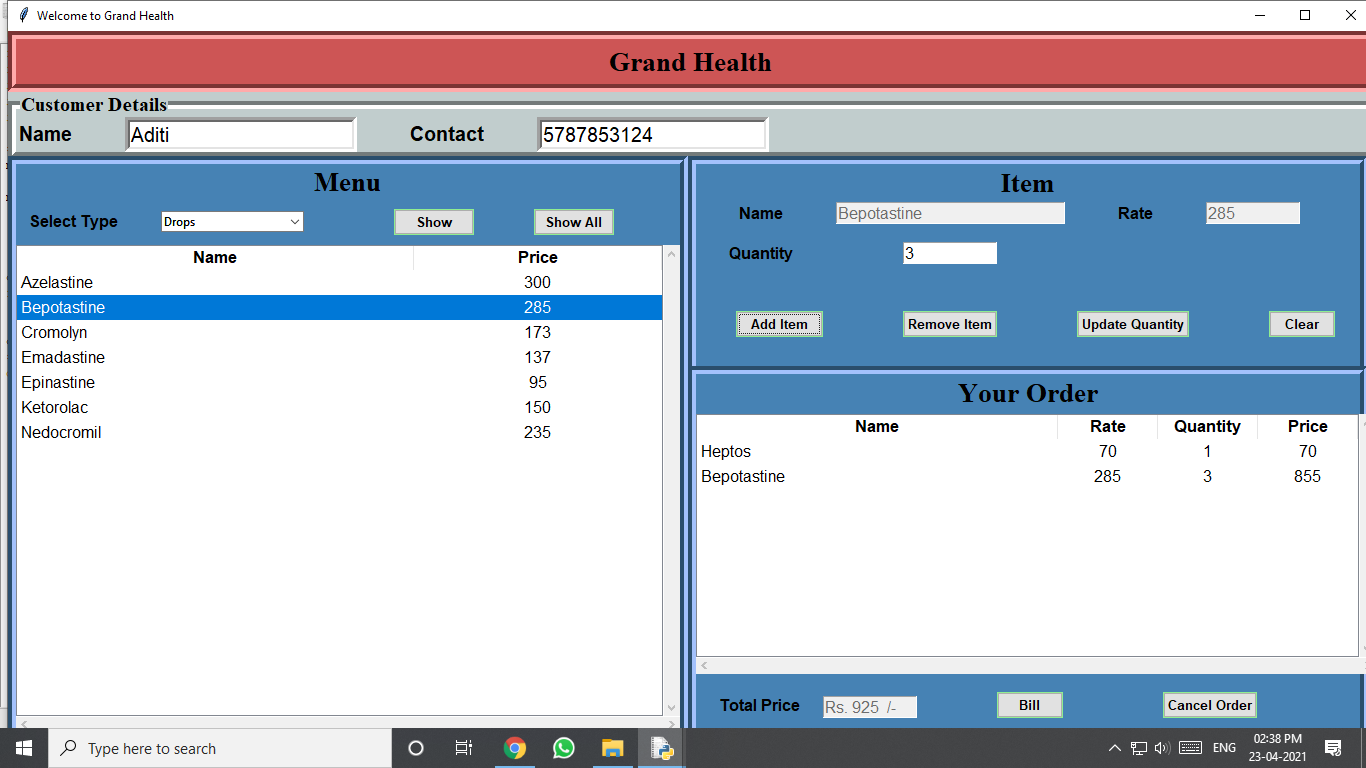 Welcome to Grand Health
Grand Health
Customer Details
Name Aditi Contact 5787853124
Menu
Select Type Drops Show Show All
Name Price
Azelastine 300
Bepotastine 285
Cromolyn 173
Emadastine 137
Epinastine 95
Ketorolac 150
Nedocromil 235
Item
Name Bepotastine Rate 285
Quantity 3
Add Item Remove Item Update Quantity Clear
Your Order
Name Rate Quantity Price
Heptos 70 1 70
Bepotastine 285 3 855
Total Price Rs. 925 /- Bill Cancel Order
Type here to search
ENG
02:38 PM
23-04-2021